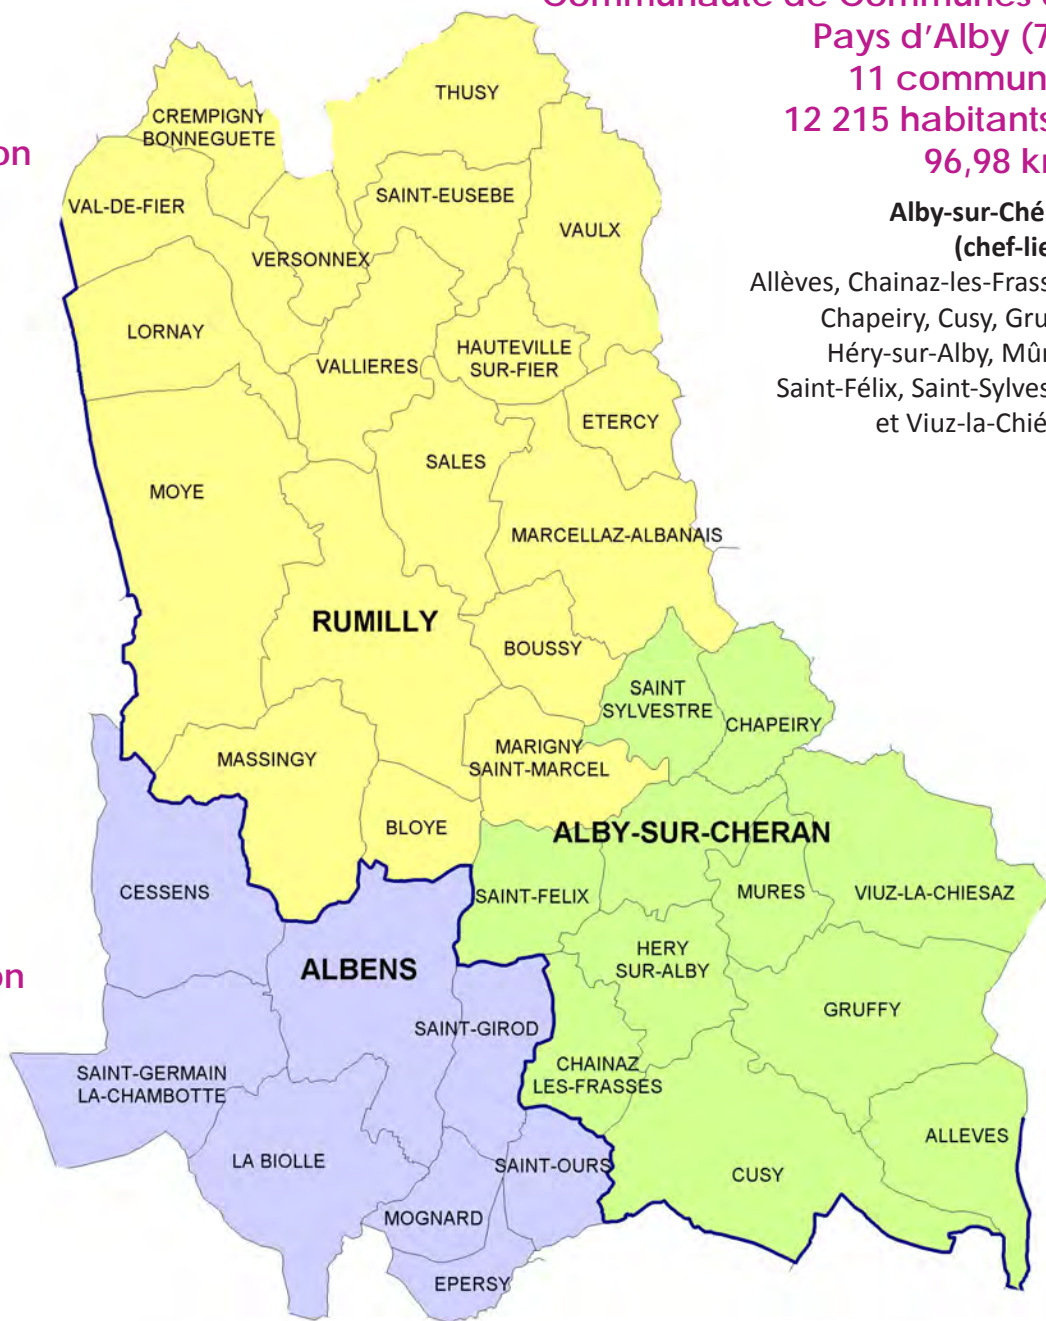 Pays d'Alby (7
11 commun
12 215 habitants
96,98 k
on
Alby-sur-Ché
(chef-lie
Allèves, Chainaz-les-Frass
Chapeiry, Cusy, Gru
Héry-sur-Alby, Mûr
Saint-Félix, Saint-Sylves
et Viuz-la-Chié
THUSY
CREMPIGNY
BONNEGUETE
SAINT-EUSEBE
VAL-DE-FIER
VAULX
VERSONNEX
LORNAY
HAUTEVILLE
SUR-FIER
VALLIERES
ETERCY
SALES
MOYE
MARCELLAZ-ALBANAIS
RUMILLY
BOUSSY
SAINT
SYLVESTRE
CHAPEIRY
MARIGNY
SAINT-MARCEL
MASSINGY
BLOYE
ALBY-SUR-CHERAN
CESSENS
SAINT-FELIX
MURES
VIUZ-LA-CHIESAZ
HERY
SUR-ALBY
ALBENS
on
GRUFFY
SAINT-GIROD
CHAINAZ
LES-FRASSES
SAINT-GERMAIN
LA-CHAMBOTTE
ALLEVES
LA BIOLLE
SAINT-OURS
CUSY
MOGNARD
EPERSY